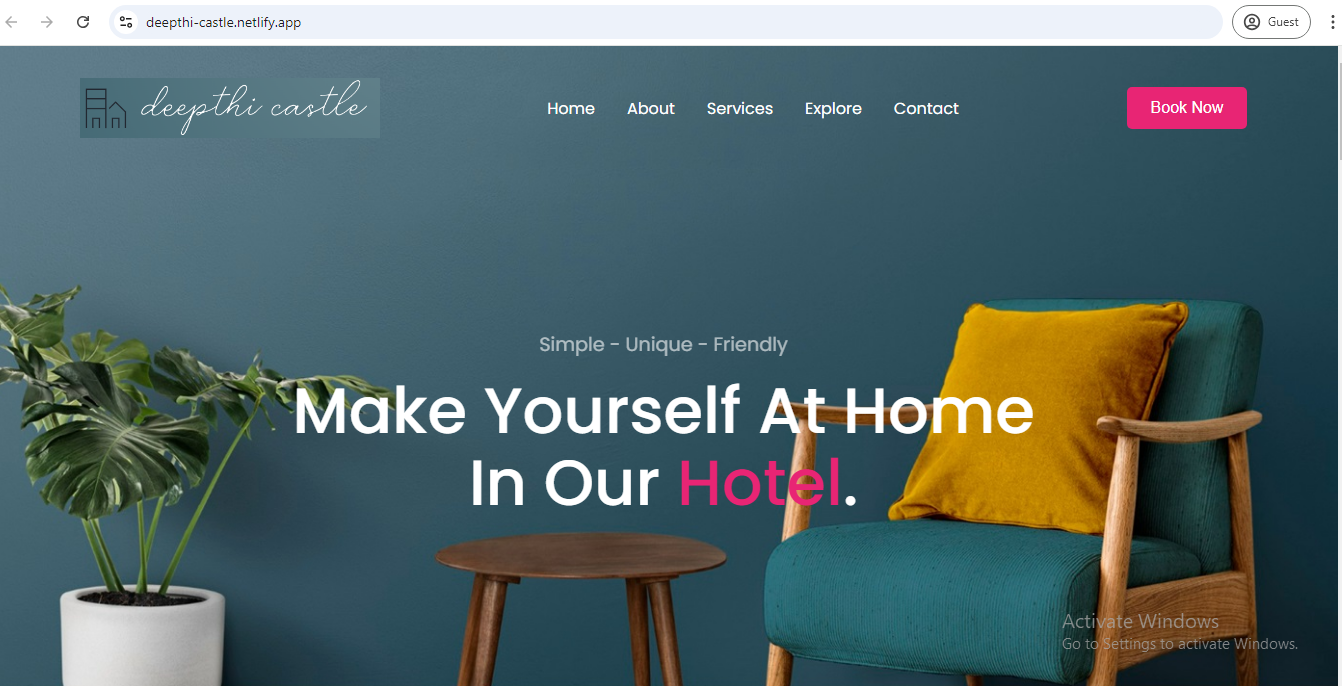 deepthi-castle.netlify.app
Guest
deepthi castle
Home About Services Explore Contact
Book Now
Simple - Unique - Friendly
Make Yourself At Home
In Our Hotel.
Activate Windows
Go to Settings to activate Windows.